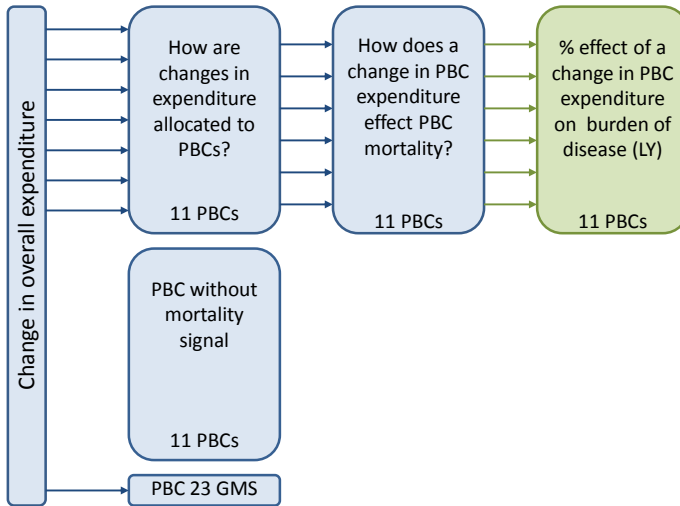 Change in overall expenditure
How are
changes in
expenditure
allocated to
PBCs?
11 PBCs
How does a
change in PBC
expenditure
effect PBC
mortality?
11 PBCs
% effect of a
change in PBC
expenditure
on burden of
disease (LY)
11 PBCs
PBC without
mortality
signal
11 PBCs
PBC 23 GMS